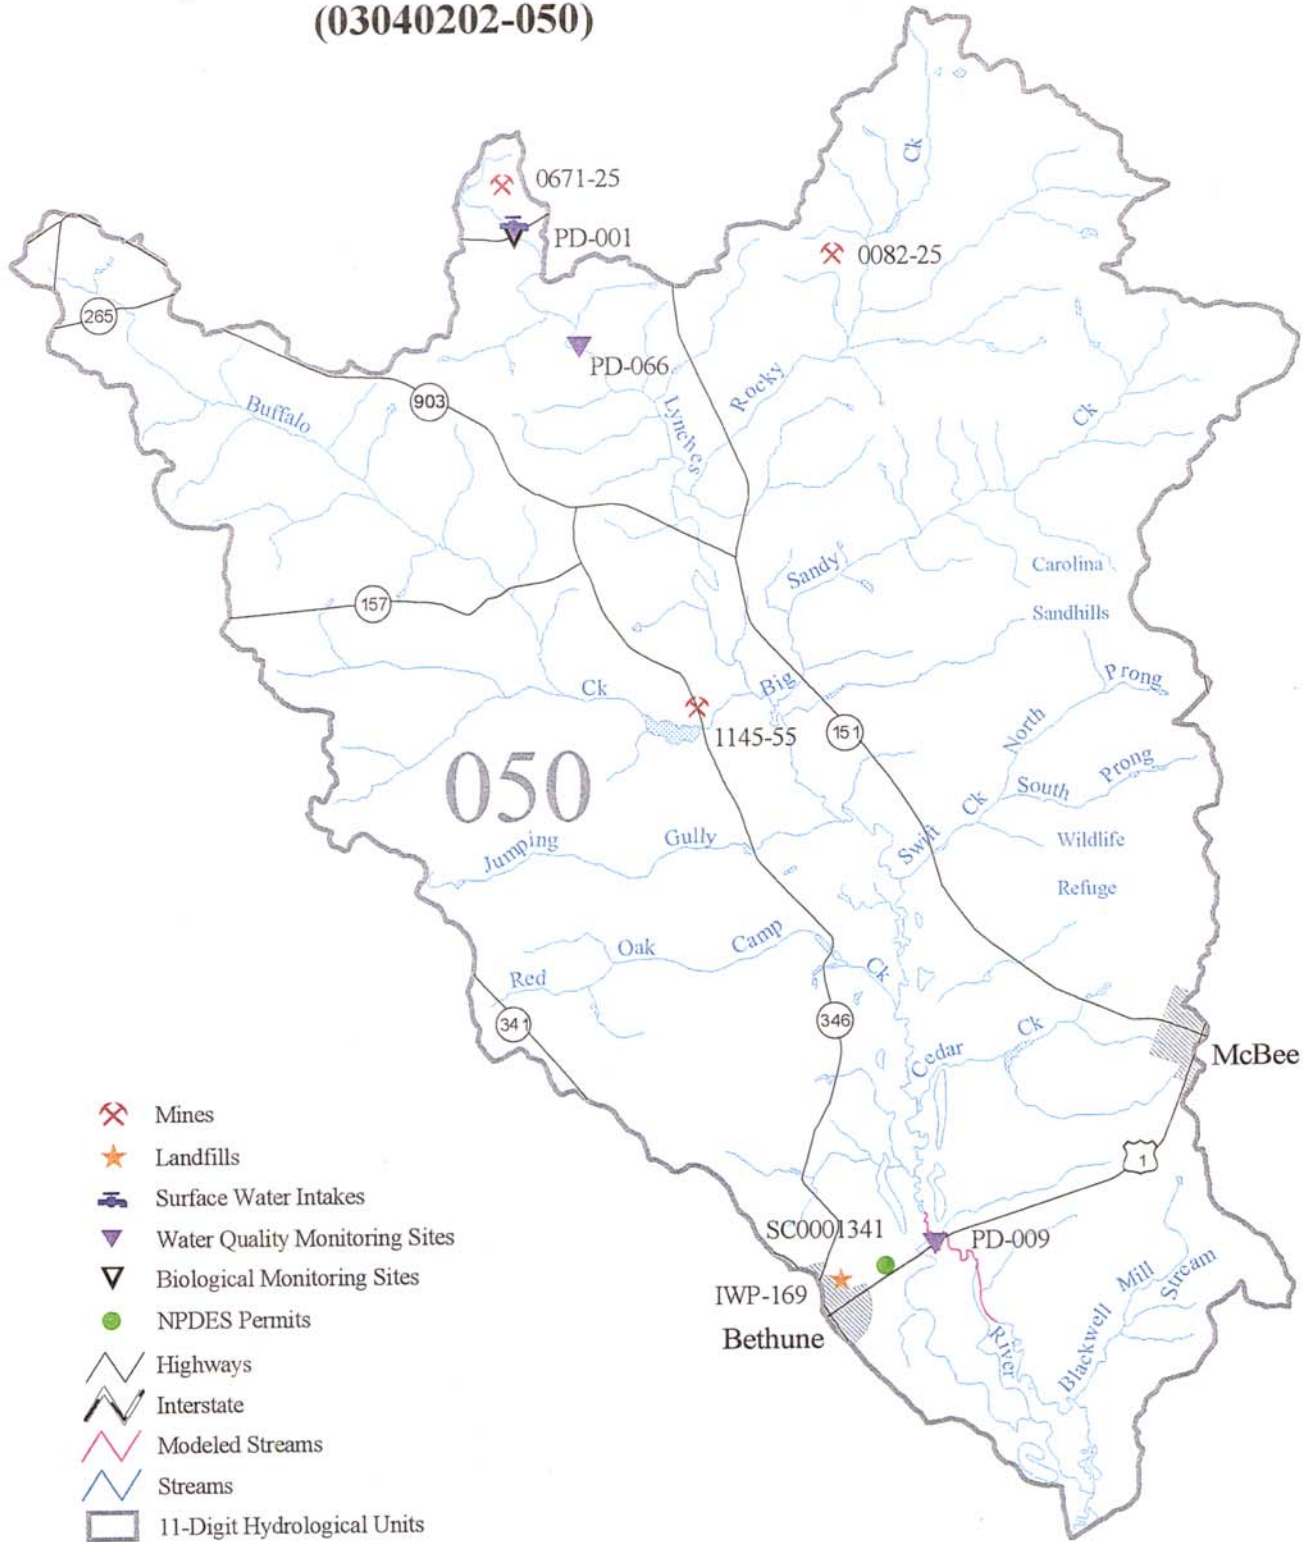 (03040202-050)
Ck
0671-25
PD-001
0082-25
265
PD-066
903
Buffalo
Lynches
Rocky
Ck
157
Sandy
Carolina
Sandhills
Ck
Big
North
Prong
1145-55
151
050
South
Prong
Ck
Swift
Jumping
Gully
Wildlife
Refuge
Red
Oak
Camp
Ck
341
346
Cedar
Ck
McBee
1
SC0001341
PD-009
IWP-169
Bethune
River
Blackwell
Mill
Stream
Mines
Landfills
Surface Water Intakes
Water Quality Monitoring Sites
Biological Monitoring Sites
NPDES Permits
Highways
Interstate
Modeled Streams
Streams
11-Digit Hydrological Units